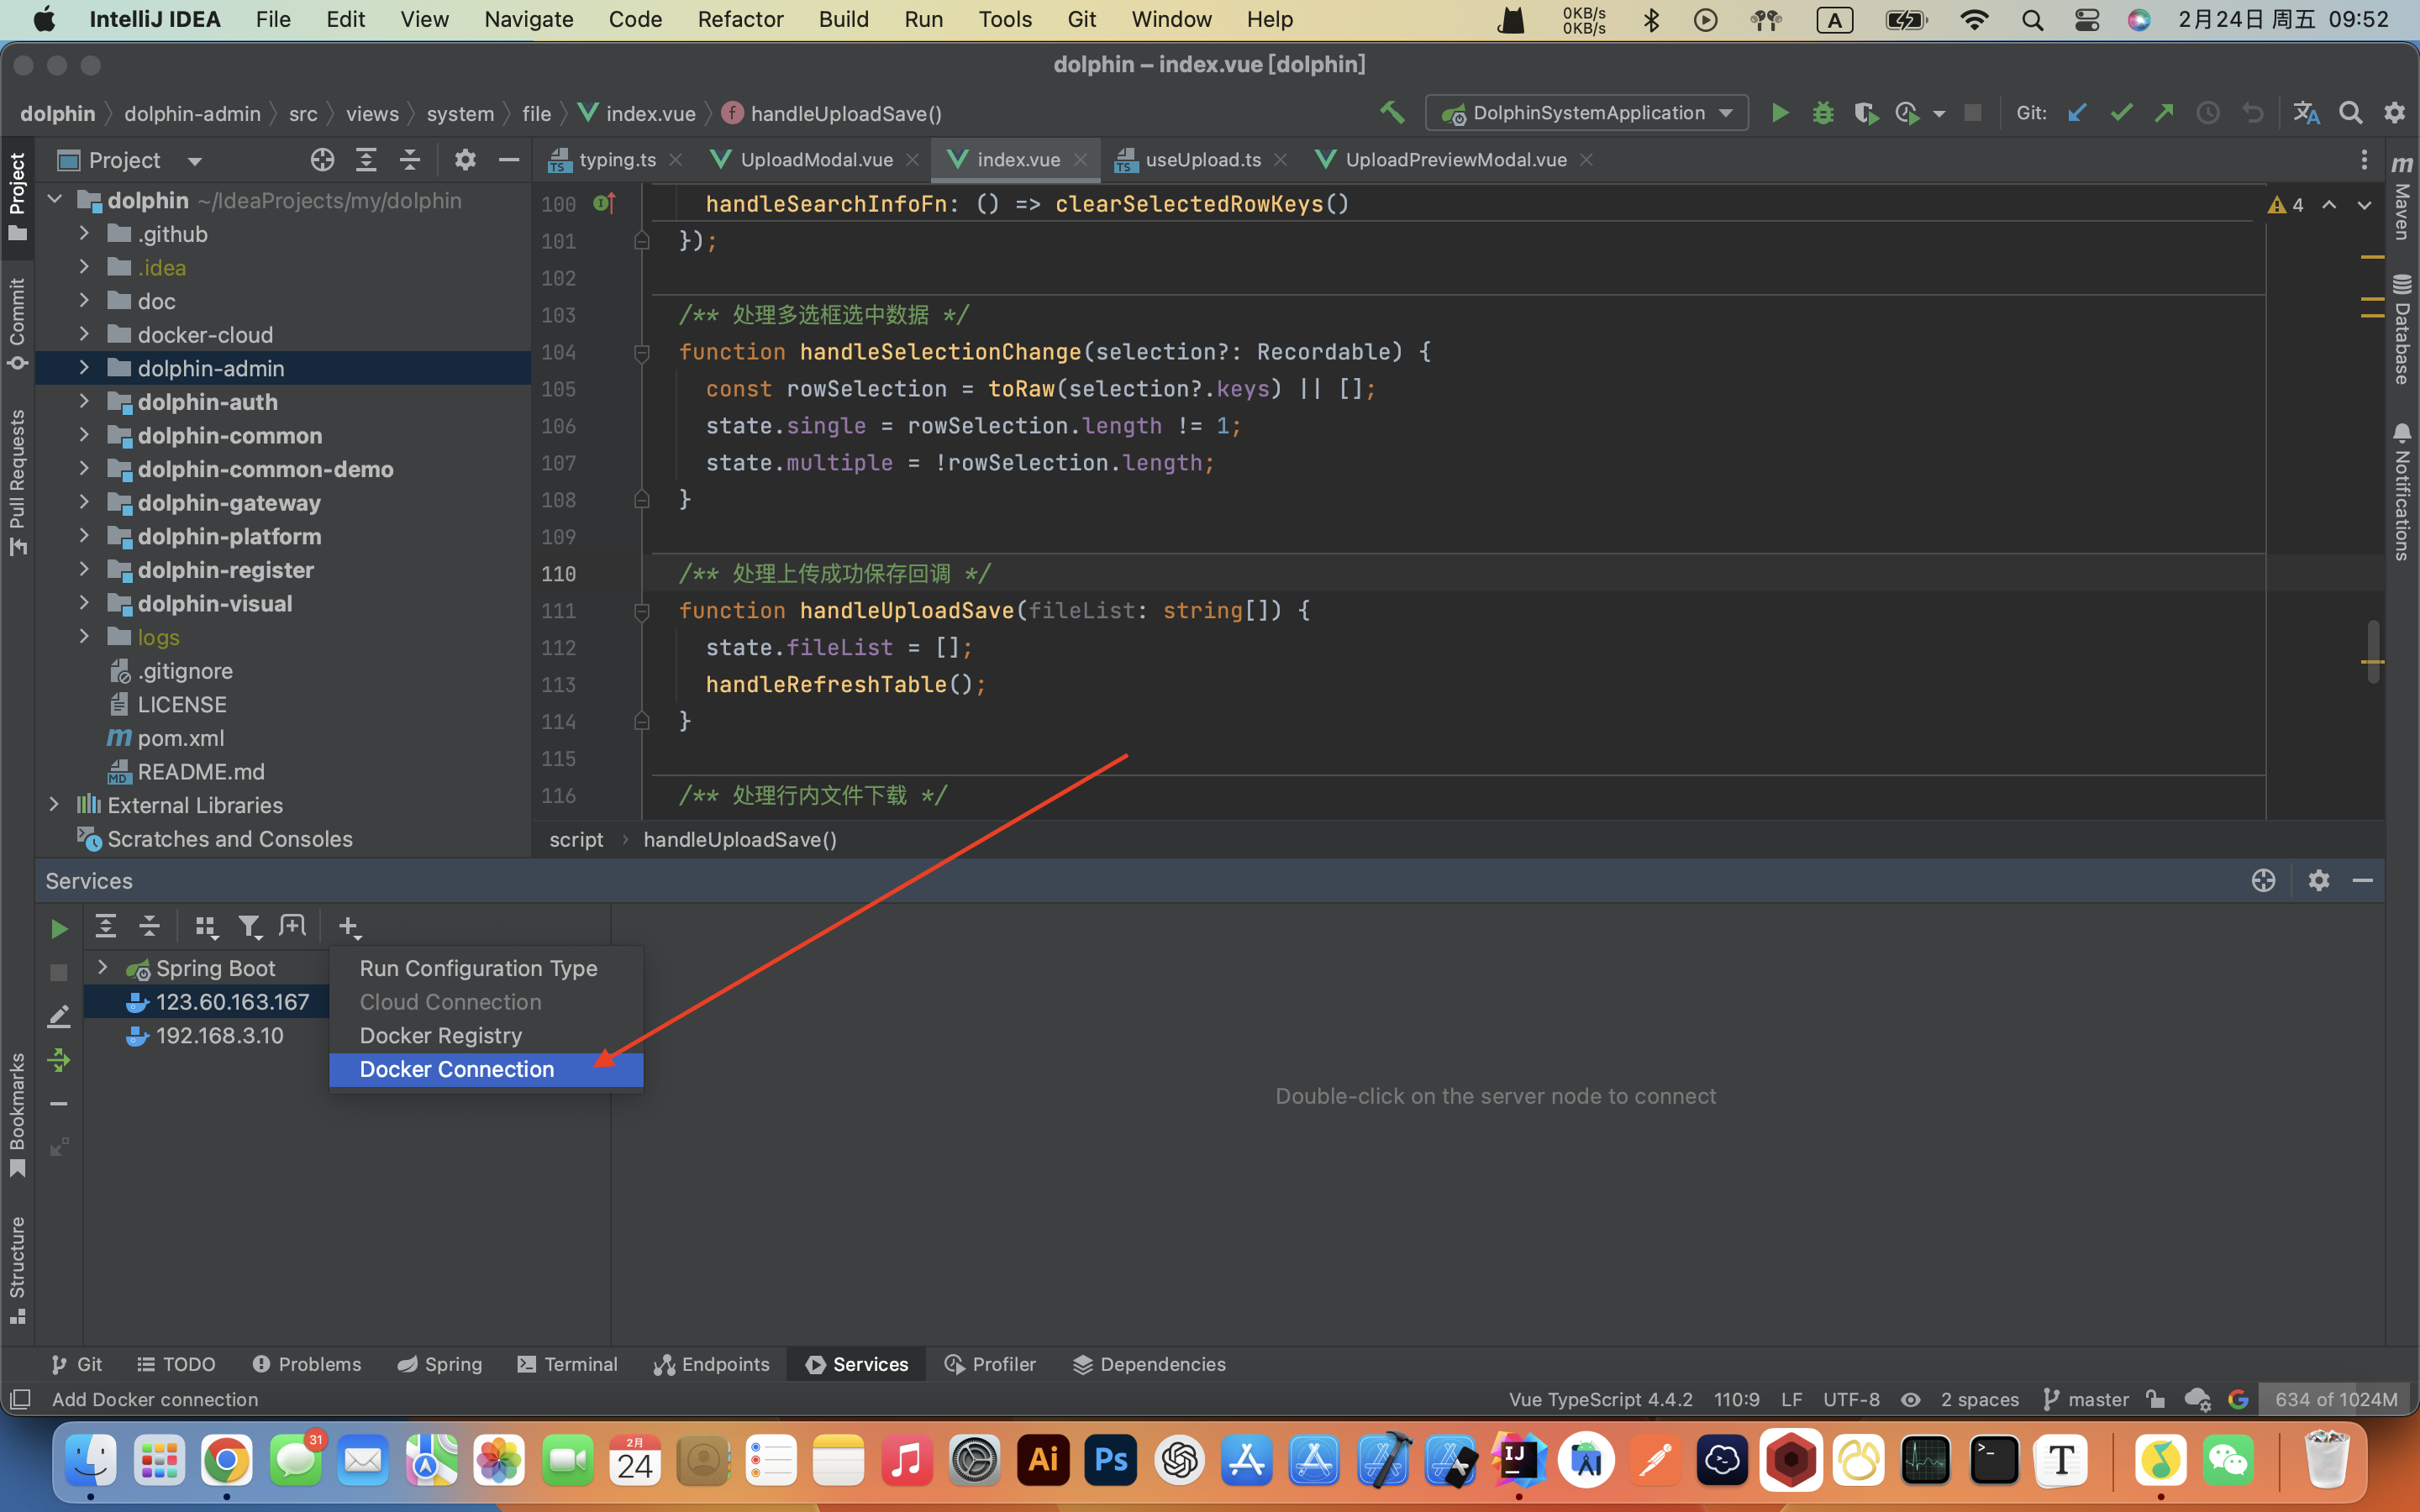 IntelliJ IDEA File Edit View Navigate Code Refactor Build Run Tools Git Window Help 0KB/s 0KB/s A 2月24日 周五 09:52
dolphin – index.vue [dolphin]
dolphin dolphin-admin src views system file index.vue f handleUploadSave() DolphinSystemApplication Git:
Project typing.ts UploadModal.vue index.vue useUpload.ts UploadPreviewModal.vue
Project
Commit
Pull Requests
Bookmarks
Structure
dolphin ~/IdeaProjects/my/dolphin
.github
.idea
doc
docker-cloud
dolphin-admin
dolphin-auth
dolphin-common
dolphin-common-demo
dolphin-gateway
dolphin-platform
dolphin-register
dolphin-visual
logs
.gitignore
LICENSE
m pom.xml
MD README.md
External Libraries
Scratches and Consoles
100 handleSearchInfoFn: () => clearSelectedRowKeys()
101 });
102
103 /** 处理多选框选中数据 */
104 function handleSelectionChange(selection?: Recordable) {
105 const rowSelection = toRaw(selection?.keys) || [];
106 state.single = rowSelection.length != 1;
107 state.multiple = !rowSelection.length;
108 }
109
110 /** 处理上传成功保存回调 */
111 function handleUploadSave(fileList: string[]) {
112 state.fileList = [];
113 handleRefreshTable();
114 }
115
116 /** 处理行内文件下载 */
4
script handleUploadSave()
m Maven
Database
Notifications
Services
Spring Boot
123.60.163.167
192.168.3.10
Run Configuration Type
Cloud Connection
Docker Registry
Docker Connection
Double-click on the server node to connect
Git TODO Problems Spring Terminal Endpoints Services Profiler Dependencies
Add Docker connection Vue TypeScript 4.4.2 110:9 LF UTF-8 2 spaces master 634 of 1024M
31 2月 24 Ai Ps IJ T